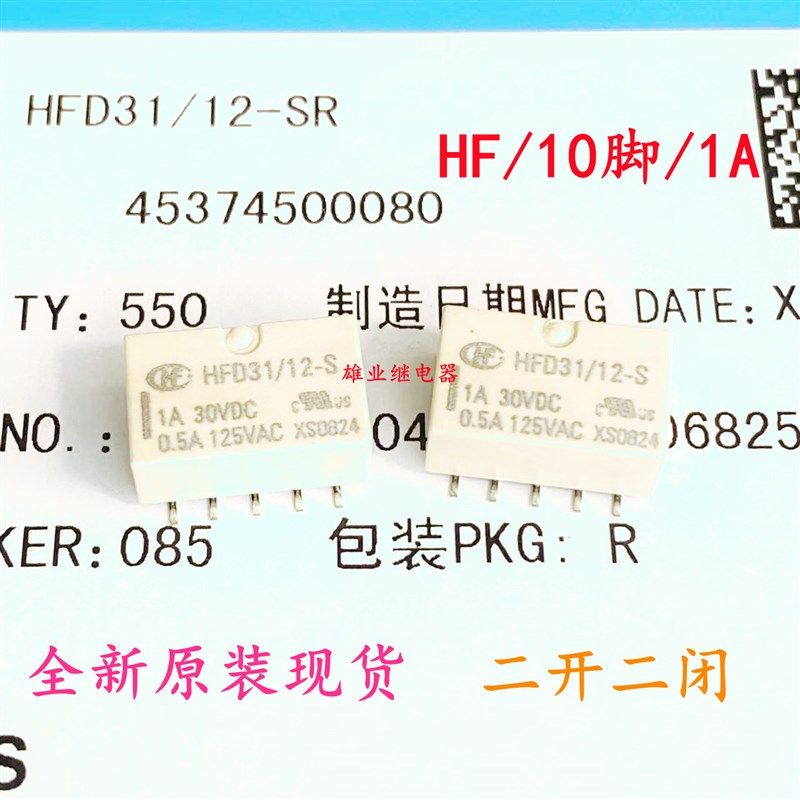 HFD31/12-SR
HF/10脚/1A
45374500080
TY: 550
制造日期MFG DATE: X
HF HFD31/12-S
1A 30VDC
0.5A 125VAC XS0824
雄业继电器
HF HFD31/12-S
1A 30VDC
0.5A 125VAC XS0824
NO.:
04
06825
KER: 085
包装PKG: R
全新原装现货
二开二闭
S